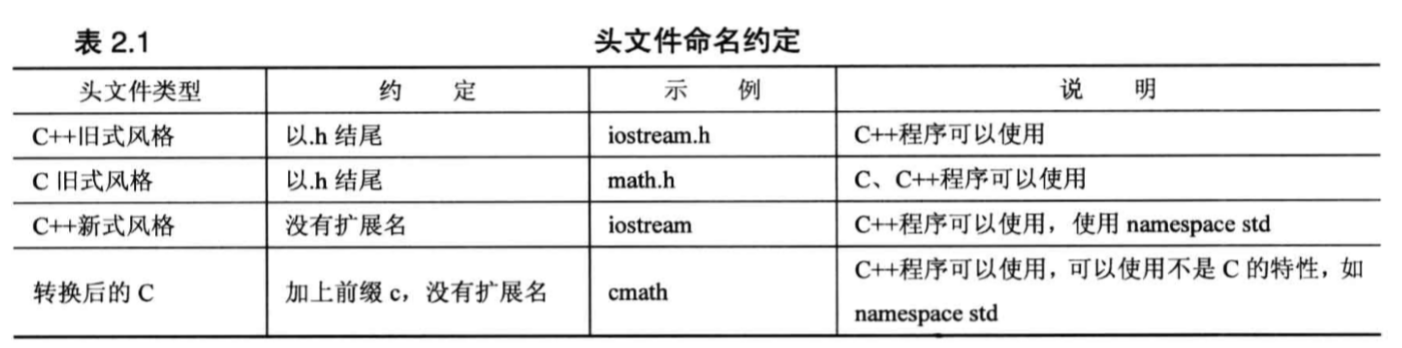 表 2.1 头文件命名约定
头文件类型 约 定 示 例 说 明
C++旧式风格 以.h 结尾 iostream.h C++程序可以使用
C 旧式风格 以.h 结尾 math.h C、C++程序可以使用
C++新式风格 没有扩展名 iostream C++程序可以使用，使用 namespace std
转换后的 C 加上前缀 c，没有扩展名 cmath C++程序可以使用，可以使用不是 C 的特性，如
namespace std